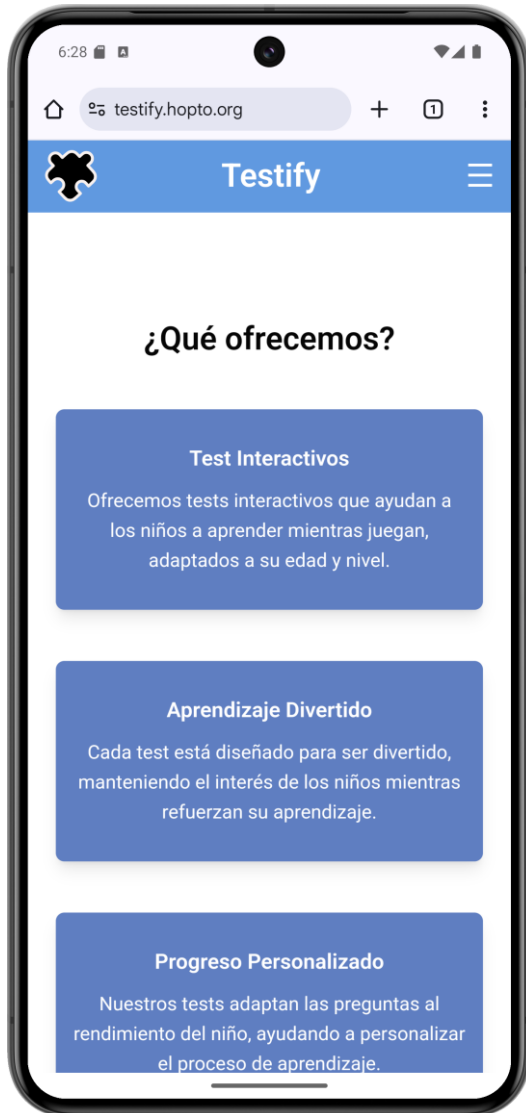 6:28
testify.hopto.org
1
Testify
¿Qué ofrecemos?
Test Interactivos
Ofrecemos tests interactivos que ayudan a
los niños a aprender mientras juegan,
adaptados a su edad y nivel.
Aprendizaje Divertido
Cada test está diseñado para ser divertido,
manteniendo el interés de los niños mientras
refuerzan su aprendizaje.
Progreso Personalizado
Nuestros tests adaptan las preguntas al
rendimiento del niño, ayudando a personalizar
el proceso de aprendizaje.